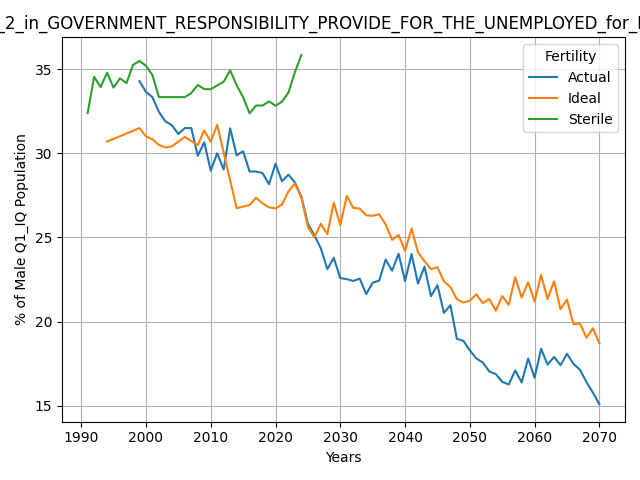 _2_in_GOVERNMENT_RESPONSIBILITY_PROVIDE_FOR_THE_UNEMPLOYED_for_
Fertility
Actual
Ideal
Sterile
% of Male Q1_IQ Population
35
30
25
20
15
1990 2000 2010 2020 2030 2040 2050 2060 2070
Years